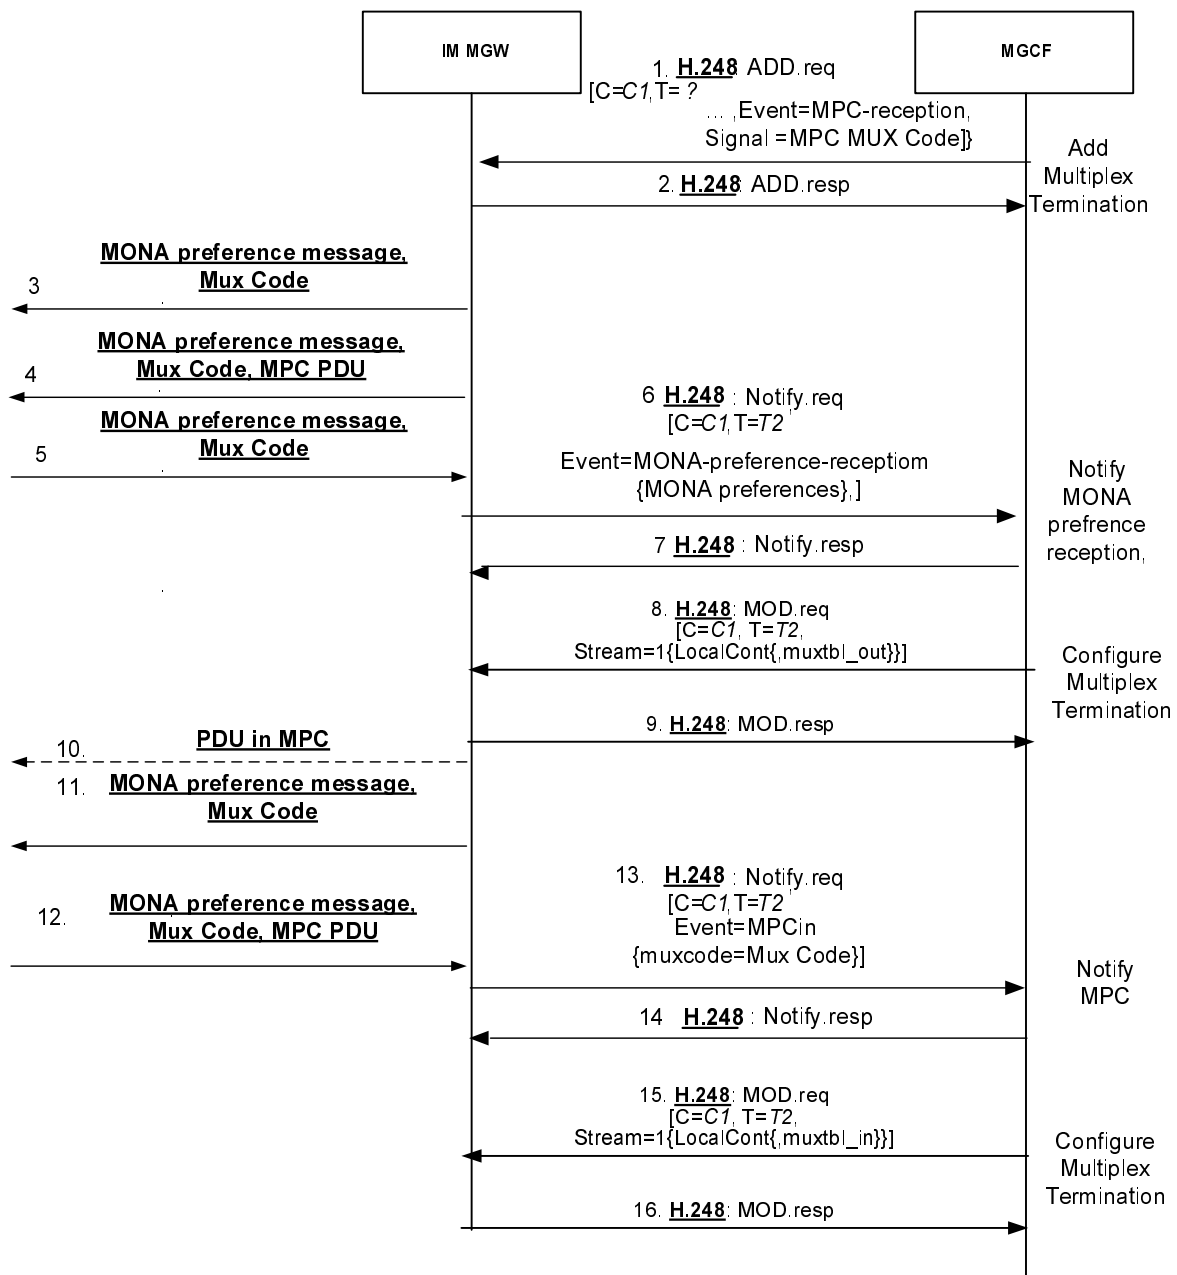 IM MGW
MGCF
1. H.248: ADD.req
[C=C1,T= ?
... ,Event=MPC-reception,
Signal =MPC MUX Code]}
Add
Multiplex
Termination
2. H.248: ADD.resp
MONA preference message,
Mux Code
3
MONA preference message,
Mux Code, MPC PDU
4
MONA preference message,
Mux Code
5
6 H.248 : Notify.req
[C=C1,T=T2,
Event=MONA-preference-receptiom
{MONA preferences},]
Notify
MONA
prefrence
reception,
7 H.248 : Notify.resp
8. H.248: MOD.req
[C=C1, T=T2,
Stream=1{LocalCont{,muxtbl_out}}]
Configure
Multiplex
Termination
9. H.248: MOD.resp
10. PDU in MPC
11. MONA preference message,
Mux Code
12. MONA preference message,
Mux Code, MPC PDU
13. H.248 : Notify.req
[C=C1,T=T2,
Event=MPCin
{muxcode=Mux Code}]
Notify
MPC
14 H.248 : Notify.resp
15. H.248: MOD.req
[C=C1, T=T2,
Stream=1{LocalCont{,muxtbl_in}}]
Configure
Multiplex
Termination
16. H.248: MOD.resp